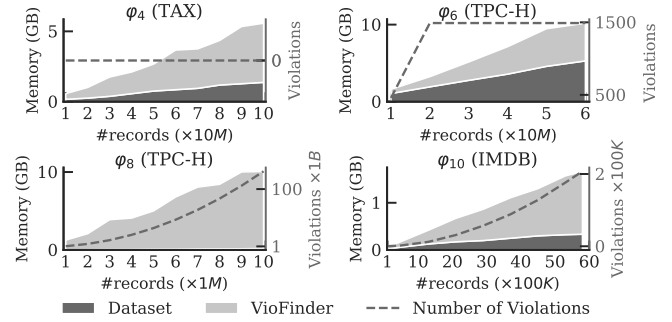 φ4 (TAX)
Memory (GB)
5
0
0
Violations
1 2 3 4 5 6 7 8 9 10
#records (×10M)
φ6 (TPC-H)
Memory (GB)
10
0
1500
500
Violations
1 2 3 4 5 6
#records (×10M)
φ8 (TPC-H)
Memory (GB)
10
0
100
1
Violations ×1B
1 2 3 4 5 6 7 8 9 10
#records (×1M)
φ10 (IMDB)
Memory (GB)
1
0
2
0
Violations ×100K
1 10 20 30 40 50 60
#records (×100K)
Dataset VioFinder Number of Violations